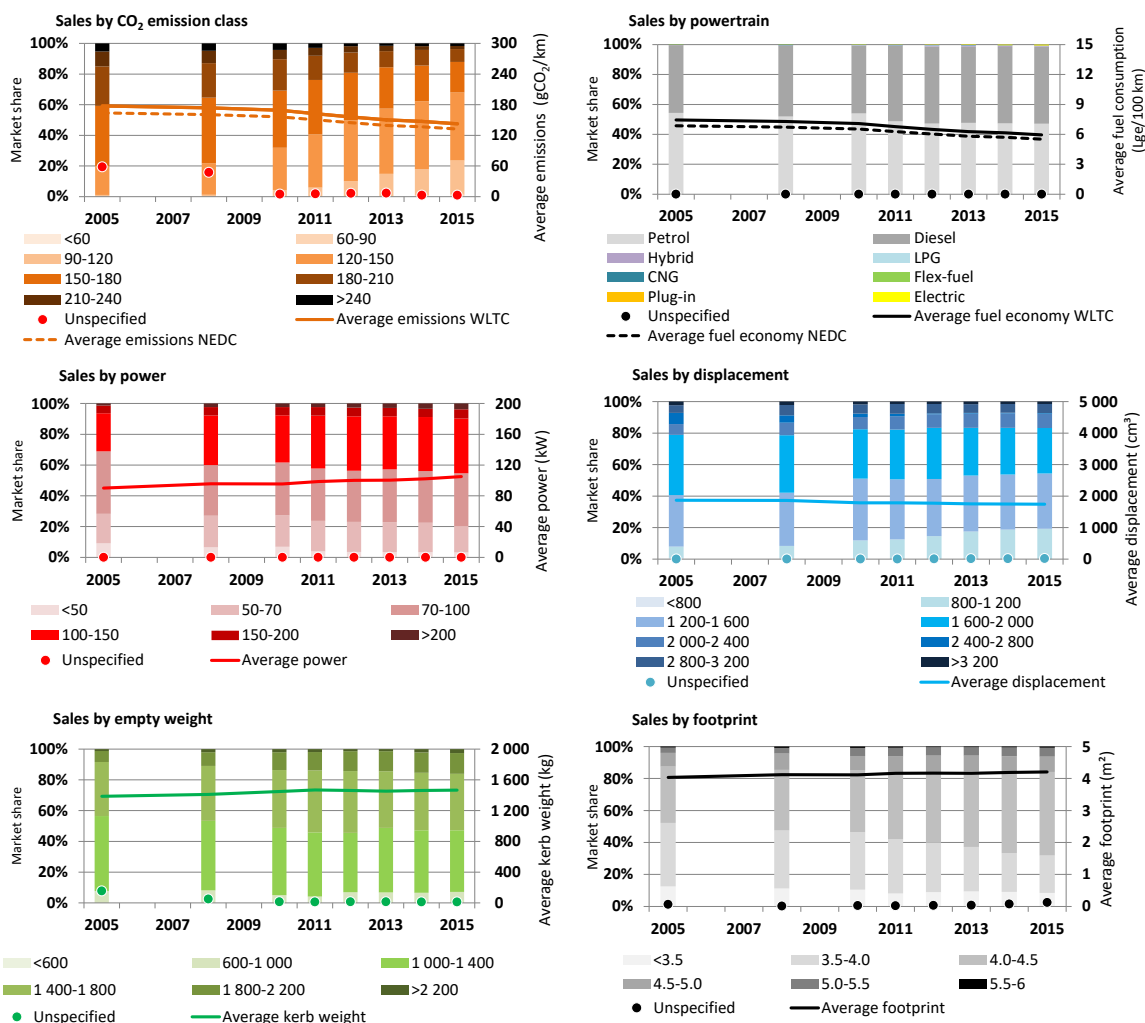 Sales by CO2 emission class
Market share
100%
80%
60%
40%
20%
0%
300
240
180
120
60
0
Average emissions (gCO2/km)
2005 2007 2009 2011 2013 2015
<60 60-90
90-120 120-150
150-180 180-210
210-240 >240
Unspecified Average emissions WLTC
Average emissions NEDC
Sales by powertrain
Market share
100%
80%
60%
40%
20%
0%
15
12
9
6
3
0
Average fuel consumption
(Lge/100 km)
2005 2007 2009 2011 2013 2015
Petrol Diesel
Hybrid LPG
CNG Flex-fuel
Plug-in Electric
Unspecified Average fuel economy WLTC
Average fuel economy NEDC
Sales by power
Market share
100%
80%
60%
40%
20%
0%
200
160
120
80
40
0
Average power (kW)
2005 2007 2009 2011 2013 2015
<50 50-70 70-100
100-150 150-200 >200
Unspecified Average power
Sales by displacement
Market share
100%
80%
60%
40%
20%
0%
5 000
4 000
3 000
2 000
1 000
0
Average displacement (cm³)
2005 2007 2009 2011 2013 2015
<800 800-1 200
1 200-1 600 1 600-2 000
2 000-2 400 2 400-2 800
2 800-3 200 >3 200
Unspecified Average displacement
Sales by empty weight
Market share
100%
80%
60%
40%
20%
0%
2 000
1 600
1 200
800
400
0
Average kerb weight (kg)
2005 2007 2009 2011 2013 2015
<600 600-1 000 1 000-1 400
1 400-1 800 1 800-2 200 >2 200
Unspecified Average kerb weight
Sales by footprint
Market share
100%
80%
60%
40%
20%
0%
5
4
3
2
1
0
Average footprint (m²)
2005 2007 2009 2011 2013 2015
<3.5 3.5-4.0 4.0-4.5
4.5-5.0 5.0-5.5 5.5-6
Unspecified Average footprint